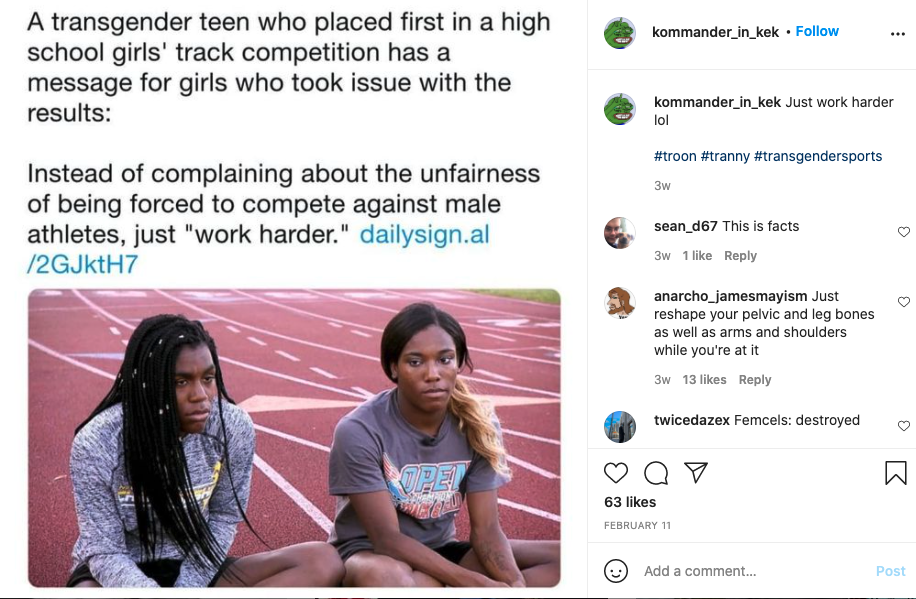 A transgender teen who placed first in a high
school girls' track competition has a
message for girls who took issue with the
results:
Instead of complaining about the unfairness
of being forced to compete against male
athletes, just "work harder." dailysign.al
/2GJktH7
OPEN
kommander_in_kek • Follow
kommander_in_kek Just work harder
lol
#troon #tranny #transgendersports
3w
sean_d67 This is facts
3w 1 like Reply
anarcho_jamesmayism Just
reshape your pelvic and leg bones
as well as arms and shoulders
while you're at it
3w 13 likes Reply
twicedazex Femcels: destroyed
63 likes
FEBRUARY 11
Add a comment... Post